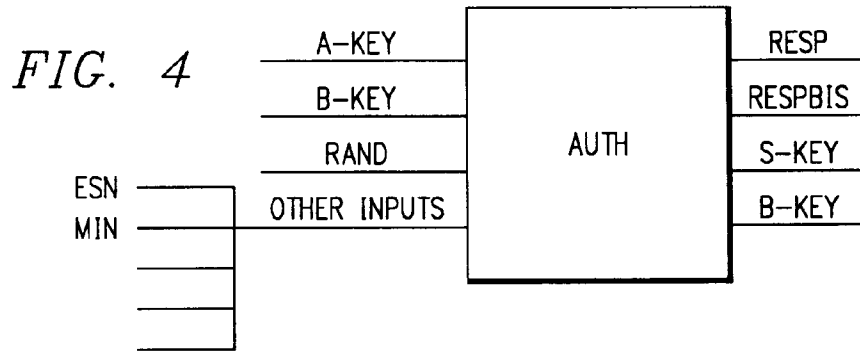 FIG. 4
A-KEY
B-KEY
RAND
OTHER INPUTS
ESN
MIN
AUTH
RESP
RESPBIS
S-KEY
B-KEY